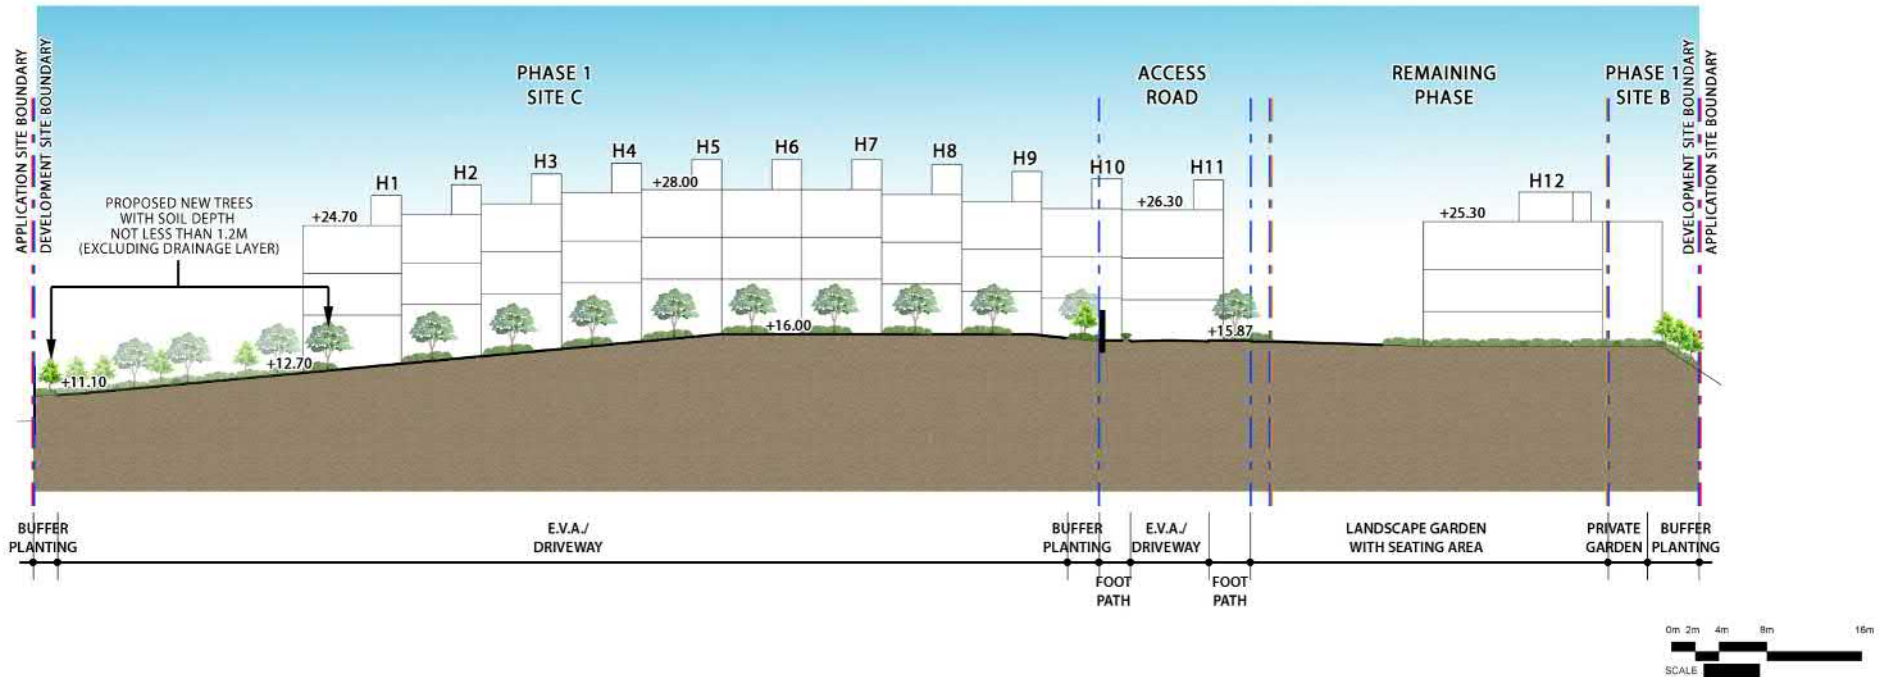 APPLICATION SITE BOUNDARY
DEVELOPMENT SITE BOUNDARY
PHASE 1
SITE C
ACCESS
ROAD
REMAINING
PHASE
PHASE 1
SITE B
DEVELOPMENT SITE BOUNDARY
APPLICATION SITE BOUNDARY
H1
H2
H3
H4
H5
H6
H7
H8
H9
H10
H11
H12
PROPOSED NEW TREES
WITH SOIL DEPTH
NOT LESS THAN 1.2M
(EXCLUDING DRAINAGE LAYER)
+24.70
+28.00
+26.30
+25.30
+11.10
+12.70
+16.00
+15.87
BUFFER
PLANTING
E.V.A./
DRIVEWAY
BUFFER
PLANTING
FOOT
PATH
E.V.A./
DRIVEWAY
FOOT
PATH
LANDSCAPE GARDEN
WITH SEATING AREA
PRIVATE
GARDEN
BUFFER
PLANTING
0m 2m 4m 8m 16m
SCALE